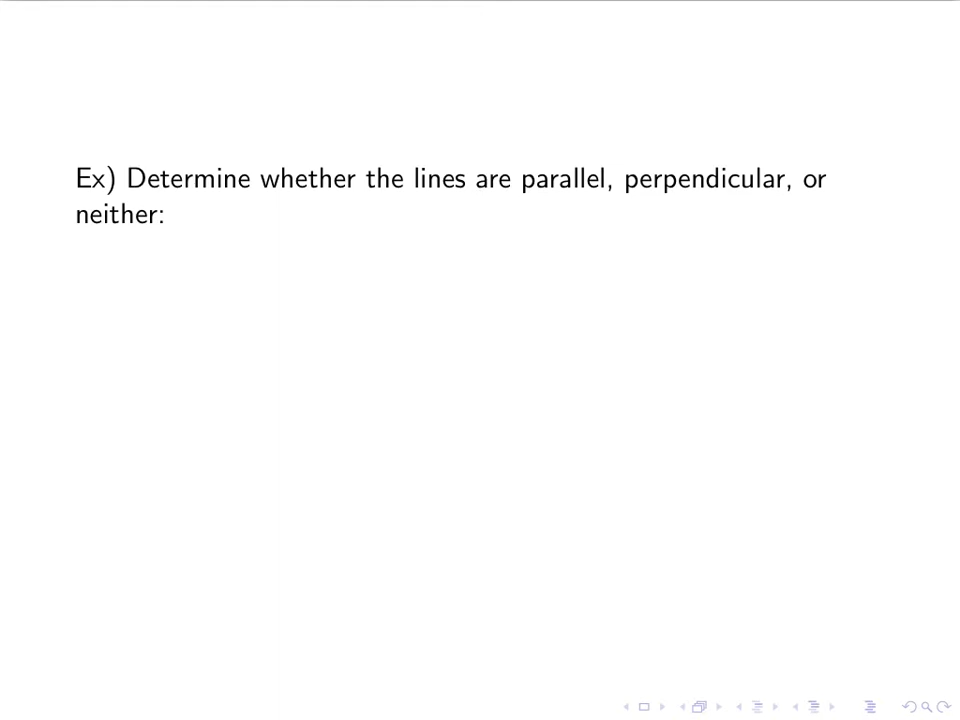 Ex) Determine whether the lines are parallel, perpendicular, or
neither: